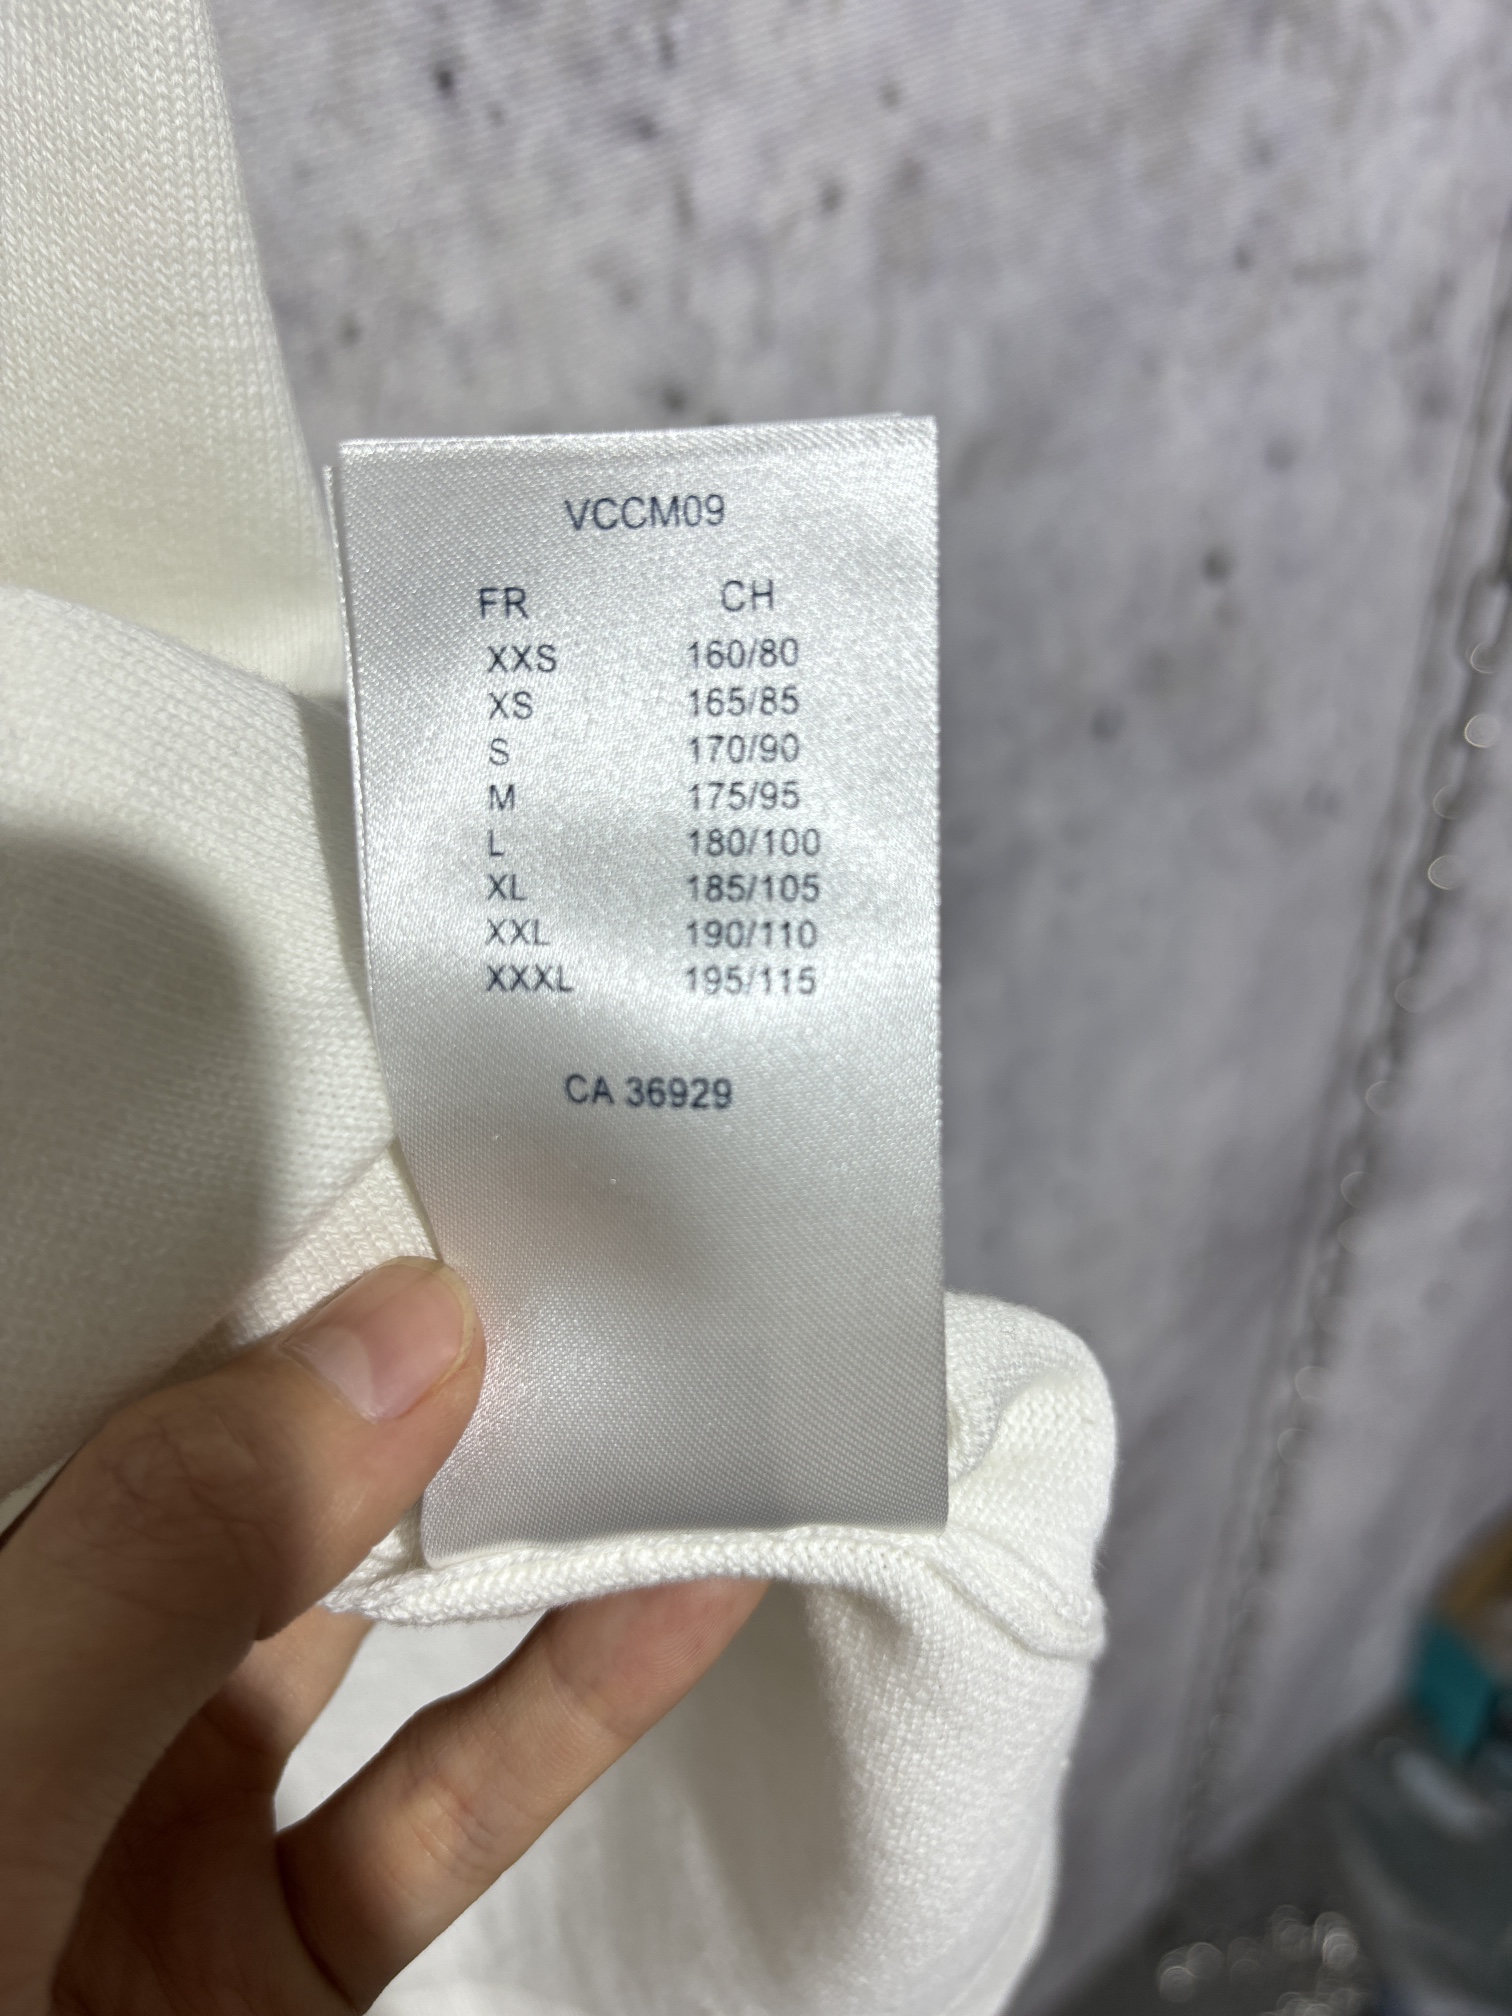 VCCM09
FR CH
XXS 160/80
XS 165/85
S 170/90
M 175/95
L 180/100
XL 185/105
XXL 190/110
XXXL 195/115
CA 36929